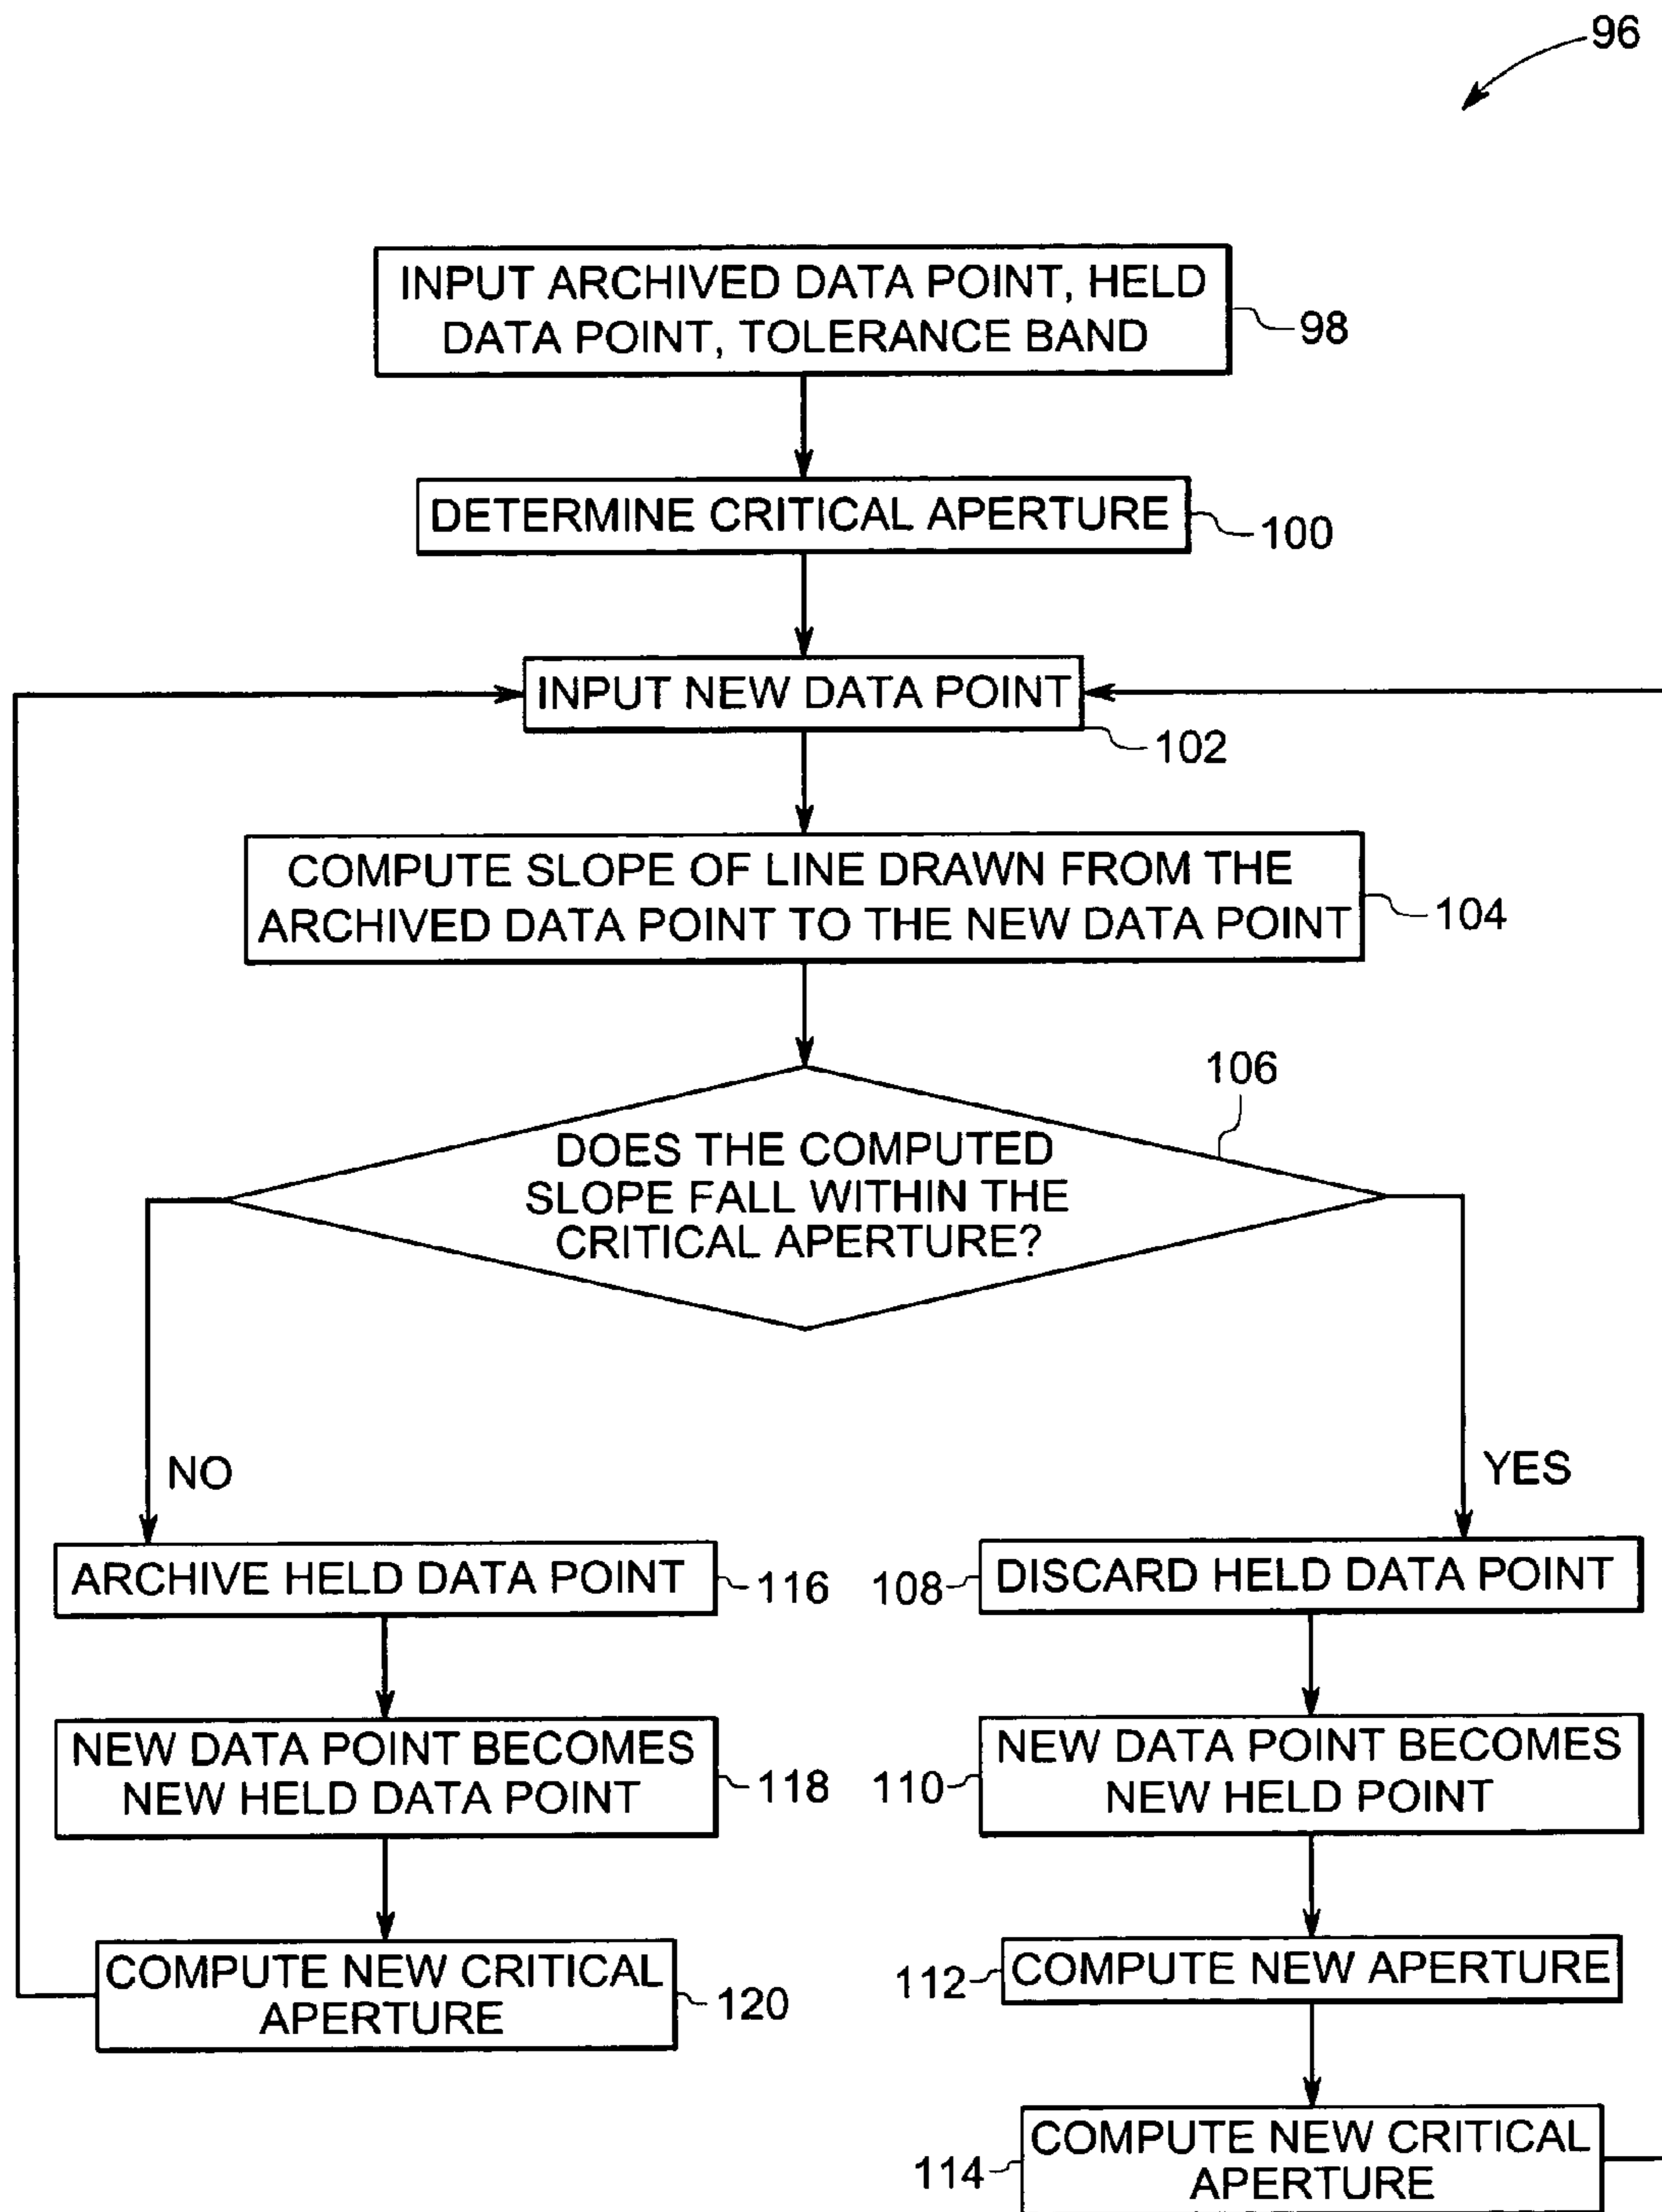 96
INPUT ARCHIVED DATA POINT, HELD
DATA POINT, TOLERANCE BAND
98
DETERMINE CRITICAL APERTURE
100
INPUT NEW DATA POINT
102
COMPUTE SLOPE OF LINE DRAWN FROM THE
ARCHIVED DATA POINT TO THE NEW DATA POINT
104
106
DOES THE COMPUTED
SLOPE FALL WITHIN THE
CRITICAL APERTURE?
NO
YES
ARCHIVE HELD DATA POINT
116
108
DISCARD HELD DATA POINT
NEW DATA POINT BECOMES
NEW HELD DATA POINT
118
110
NEW DATA POINT BECOMES
NEW HELD POINT
COMPUTE NEW CRITICAL
APERTURE
120
112
COMPUTE NEW APERTURE
114
COMPUTE NEW CRITICAL
APERTURE